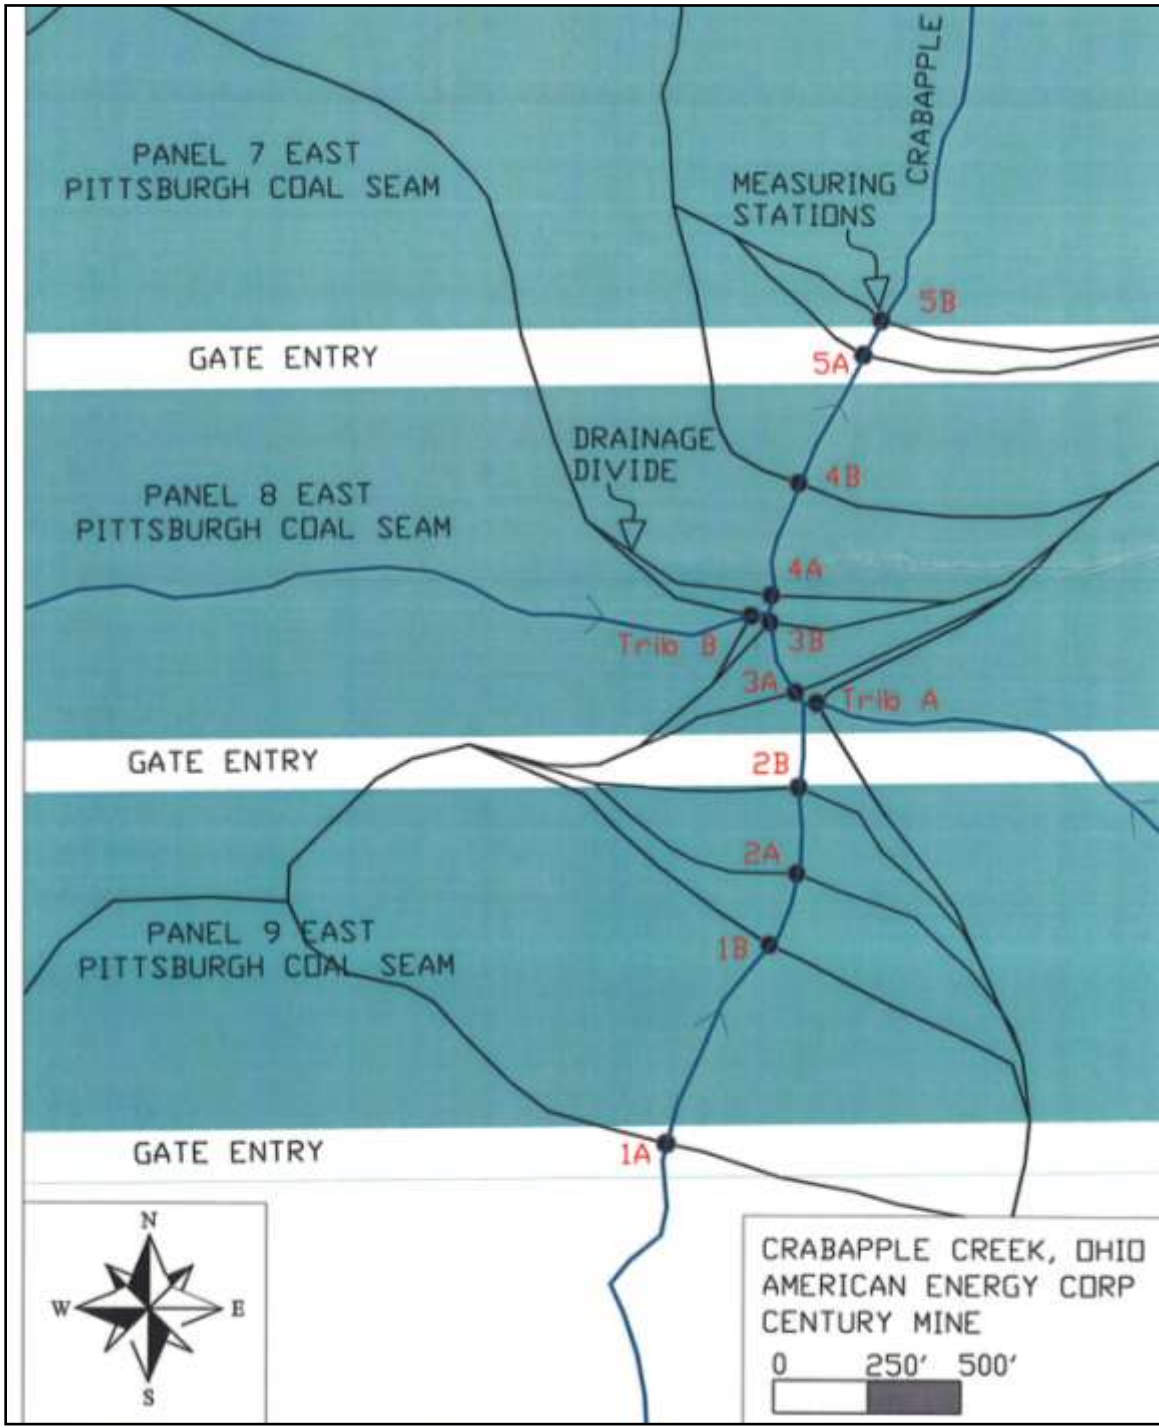 CRABAPPLE
PANEL 7 EAST
PITTSBURGH COAL SEAM
MEASURING
STATIONS
5B
GATE ENTRY
5A
DRAINAGE
DIVIDE
4B
PANEL 8 EAST
PITTSBURGH COAL SEAM
4A
Trib B
3B
3A
Trib A
GATE ENTRY
2B
2A
PANEL 9 EAST
PITTSBURGH COAL SEAM
1B
GATE ENTRY
1A
N
W
E
S
CRABAPPLE CREEK, OHIO
AMERICAN ENERGY CORP
CENTURY MINE
0 250' 500'